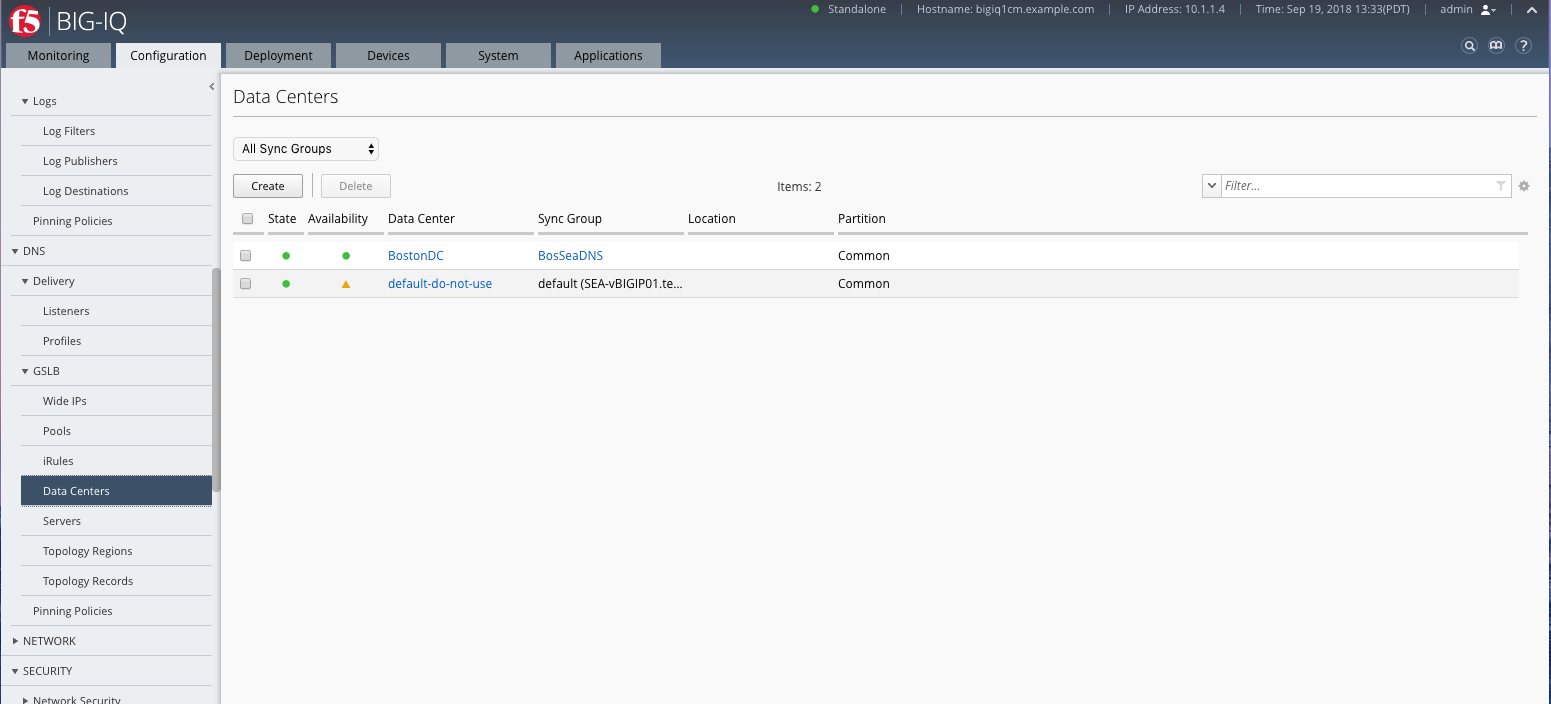 f5 BIG-IQ
Standalone Hostname: bigiq1cm.example.com IP Address: 10.1.1.4 Time: Sep 19, 2018 13:33(PDT) admin
Monitoring Configuration Deployment Devices System Applications
Logs
Log Filters
Log Publishers
Log Destinations
Pinning Policies
DNS
Delivery
Listeners
Profiles
GSLB
Wide IPs
Pools
iRules
Data Centers
Servers
Topology Regions
Topology Records
Pinning Policies
NETWORK
SECURITY
Network Security
Data Centers
All Sync Groups
Create Delete Items: 2 Filter...
State Availability Data Center Sync Group Location Partition
BostonDC BosSeaDNS Common
default-do-not-use default (SEA-vBIGIP01.te... Common